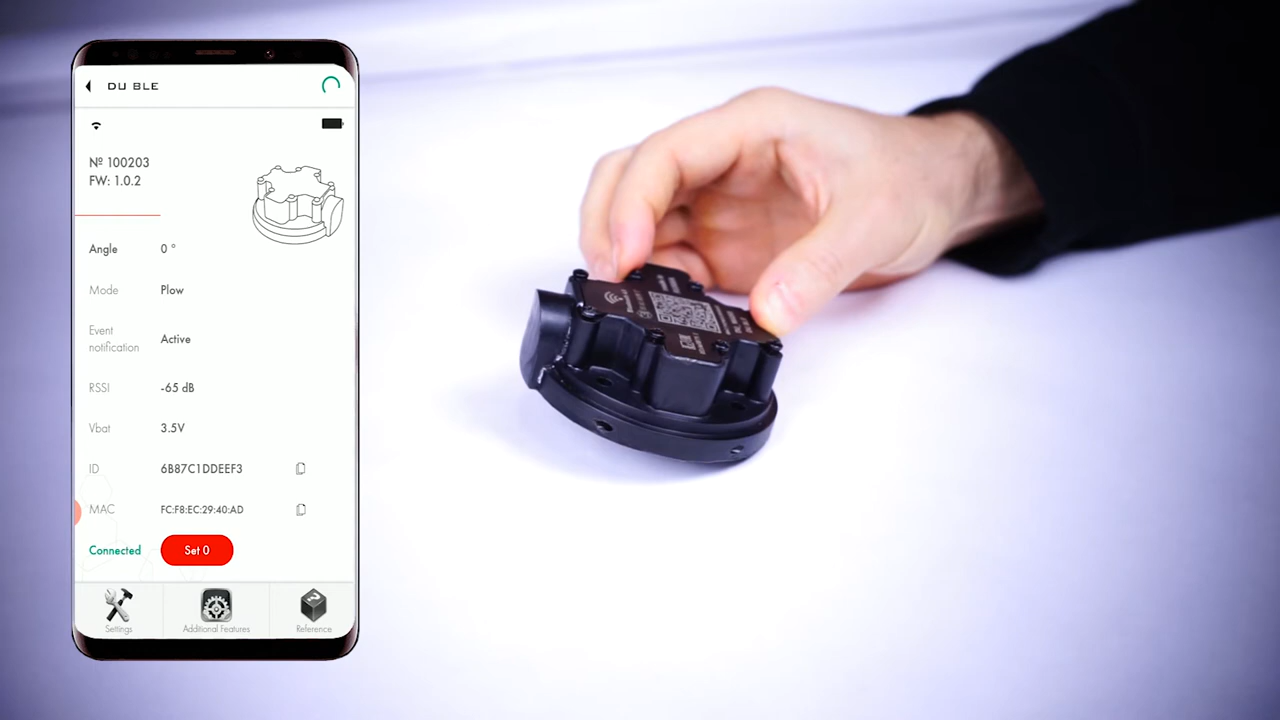 DU BLE
№ 100203
FW: 1.0.2
Angle 0 °
Mode Plow
Event notification Active
RSSI -65 dB
Vbat 3.5V
ID 6B87C1DDEEF3
MAC FC:F8:EC:29:40:AD
Connected Set 0
Settings Additional Features Reference